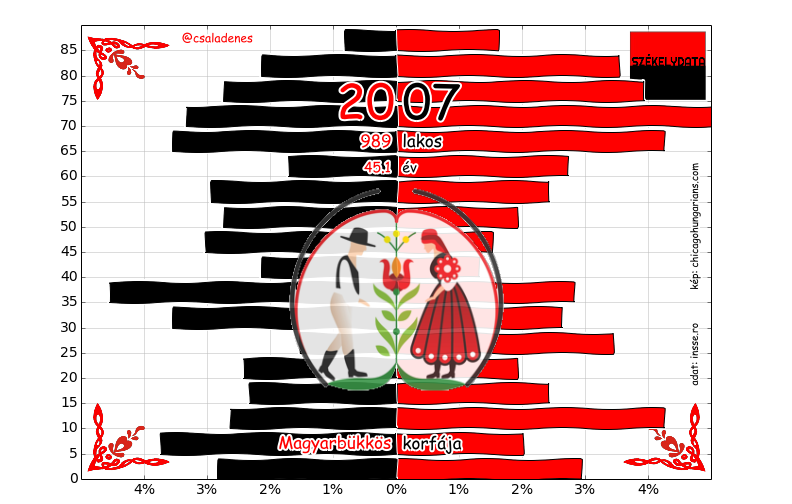 @csaladenes
SZÉKELYDATA
2007
989 lakos
45.1 év
Magyarbükkös korfája
kép: chicagohungarians.com
adat: insse.ro
85
80
75
70
65
60
55
50
45
40
35
30
25
20
15
10
5
0
4% 3% 2% 1% 0% 1% 2% 3% 4%